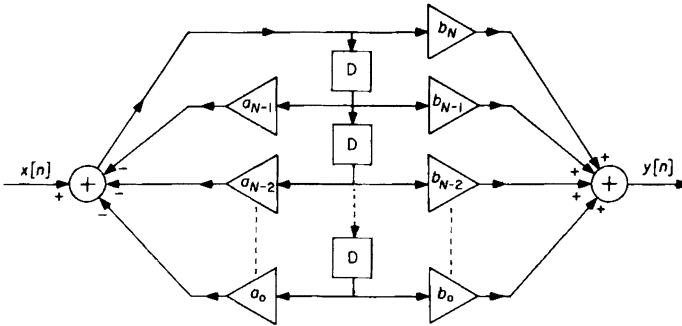 b_N
D
a_{N-1} b_{N-1}
D
x[n] + − − − + a_{N-2} b_{N-2} + + + + + y[n]
D
a_0 b_0